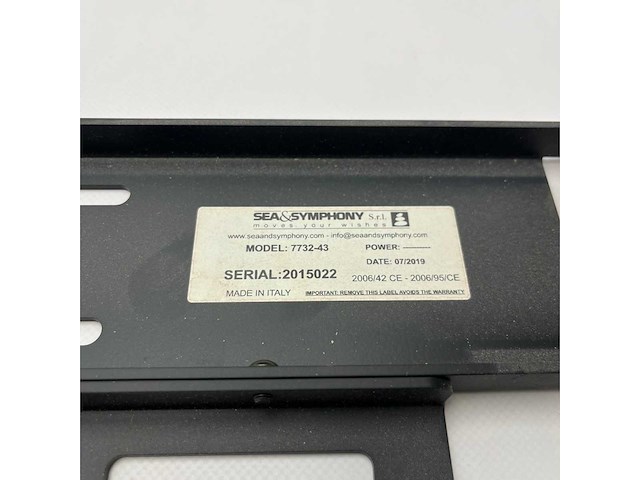 SEA&SYMPHONY S.r.l.
moves your wishes
www.seaandsymphony.com - info@seaandsymphony.com
MODEL: 7732-43 POWER: ---------
DATE: 07/2019
SERIAL:2015022 2006/42 CE - 2006/95/CE
MADE IN ITALY IMPORTANT: REMOVE THIS LABEL AVOIDS THE WARRANTY